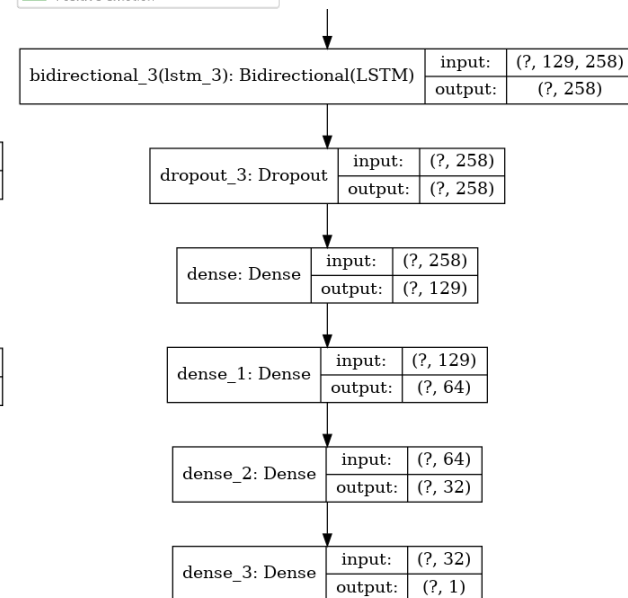 bidirectional_3(lstm_3): Bidirectional(LSTM)
input: (?, 129, 258)
output: (?, 258)
dropout_3: Dropout
input: (?, 258)
output: (?, 258)
dense: Dense
input: (?, 258)
output: (?, 129)
dense_1: Dense
input: (?, 129)
output: (?, 64)
dense_2: Dense
input: (?, 64)
output: (?, 32)
dense_3: Dense
input: (?, 32)
output: (?, 1)